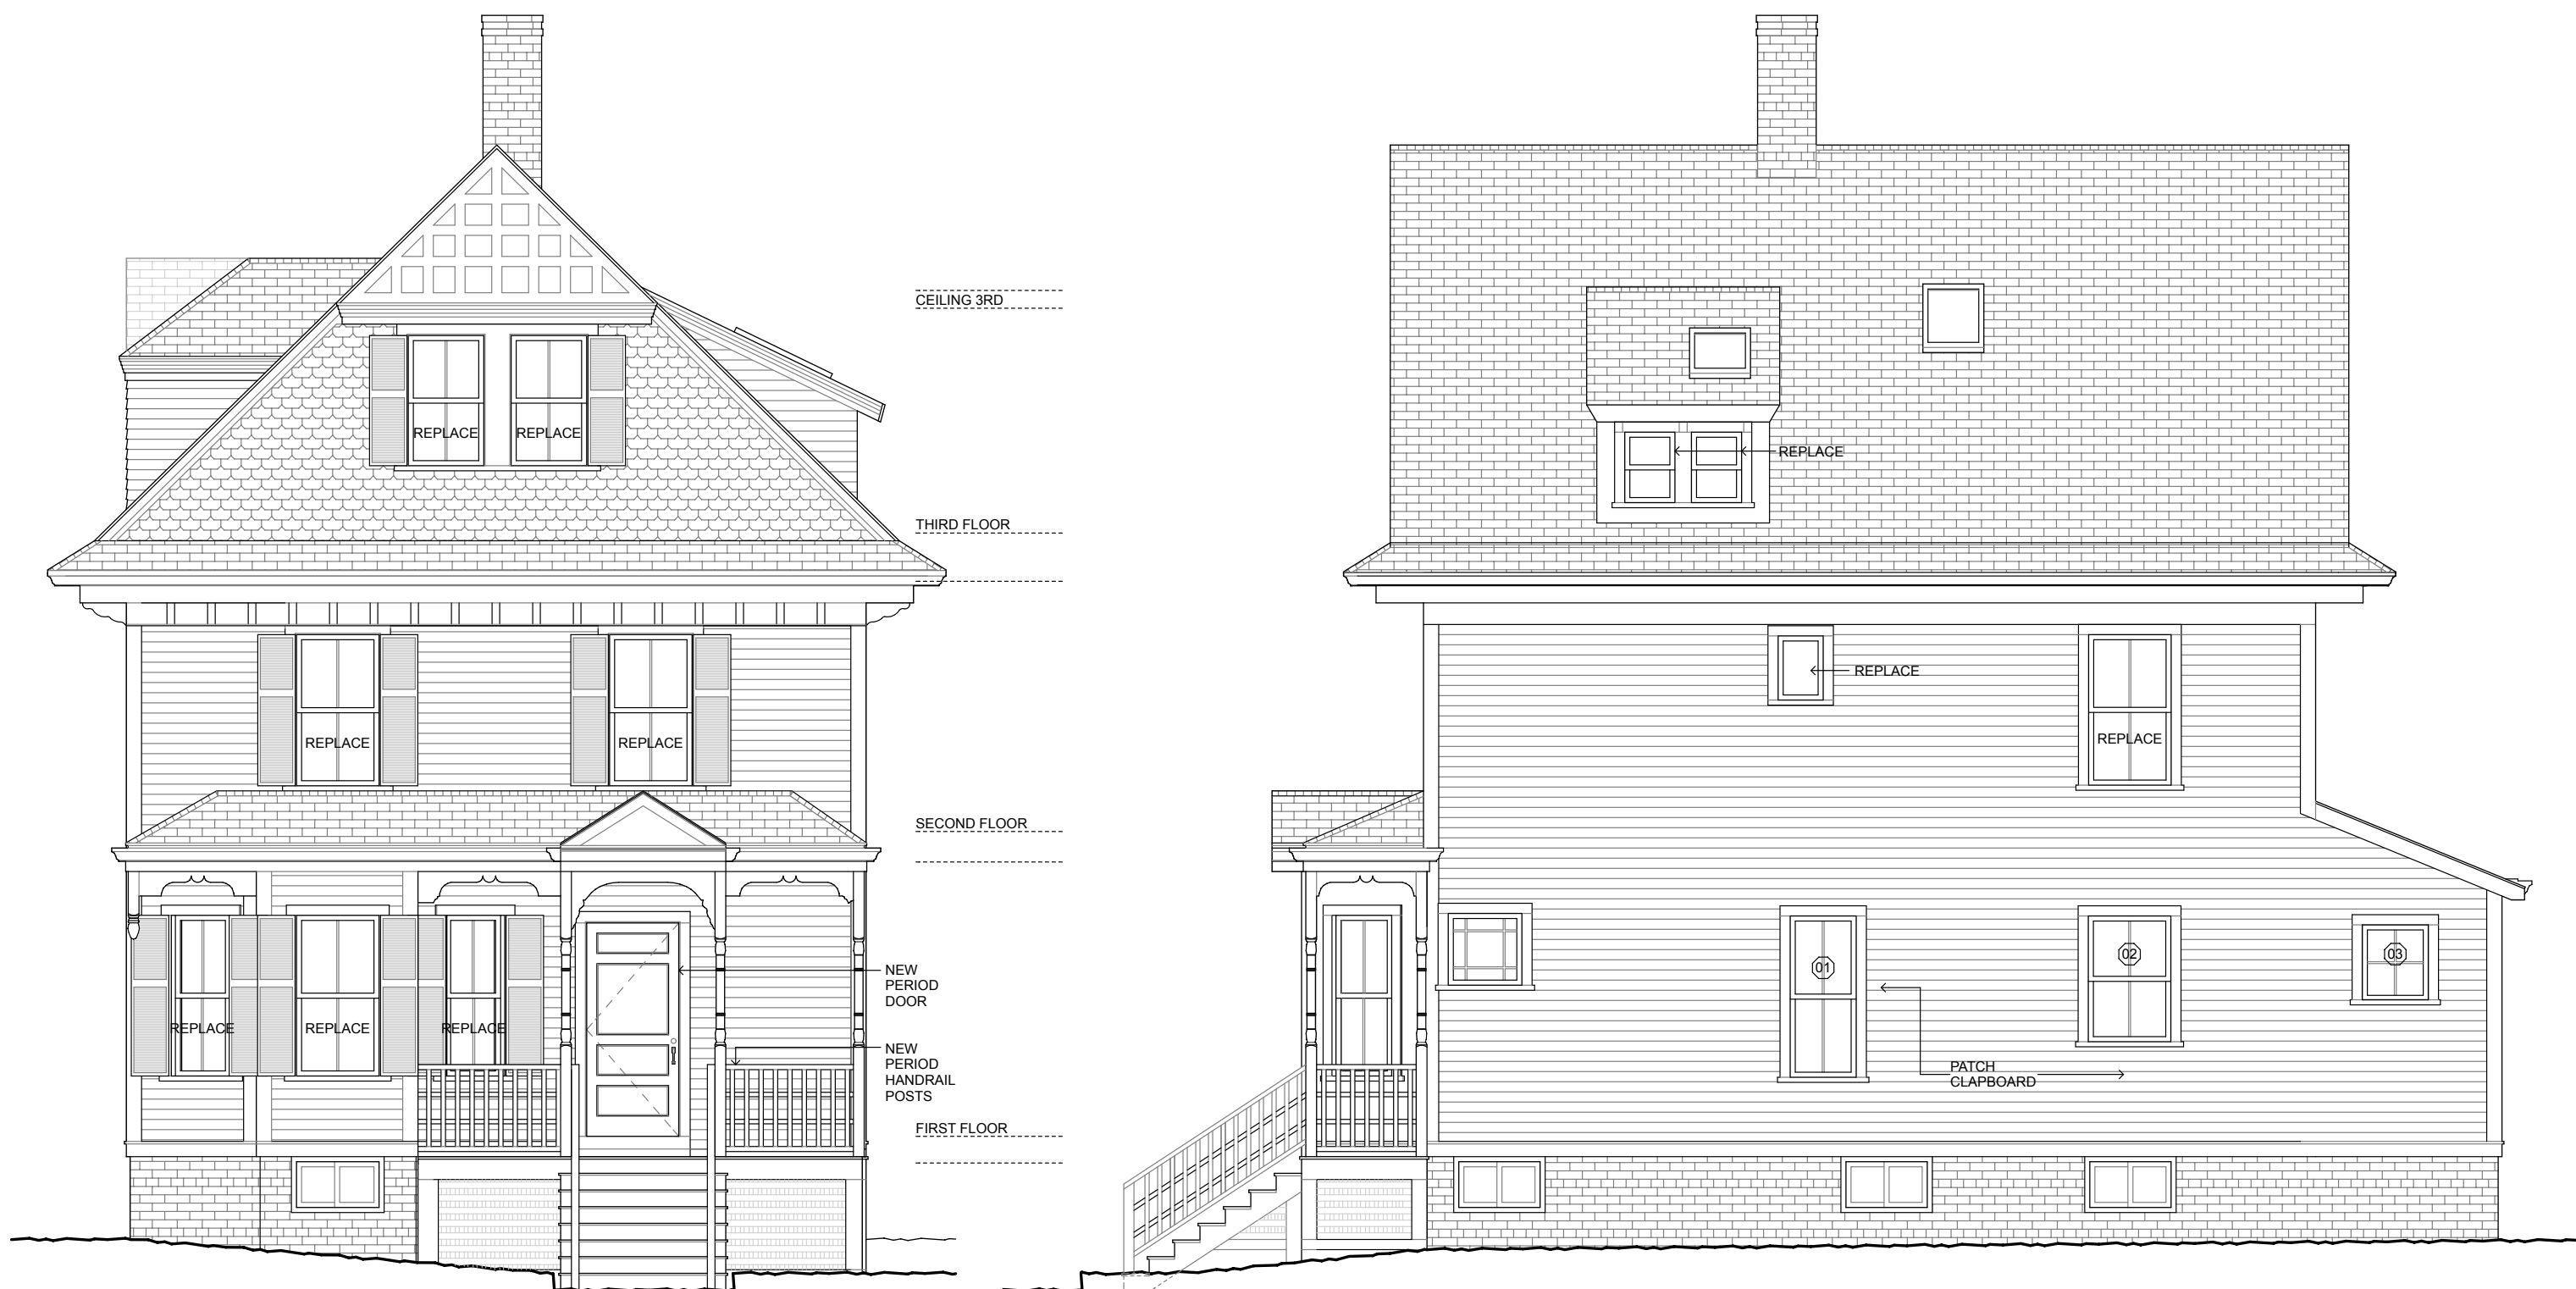 CEILING 3RD
REPLACE
REPLACE
REPLACE
THIRD FLOOR
REPLACE
REPLACE
REPLACE
REPLACE
SECOND FLOOR
01
02
03
NEW
PERIOD
DOOR
REPLACE
REPLACE
REPLACE
NEW
PERIOD
HANDRAIL
POSTS
PATCH
CLAPBOARD
FIRST FLOOR